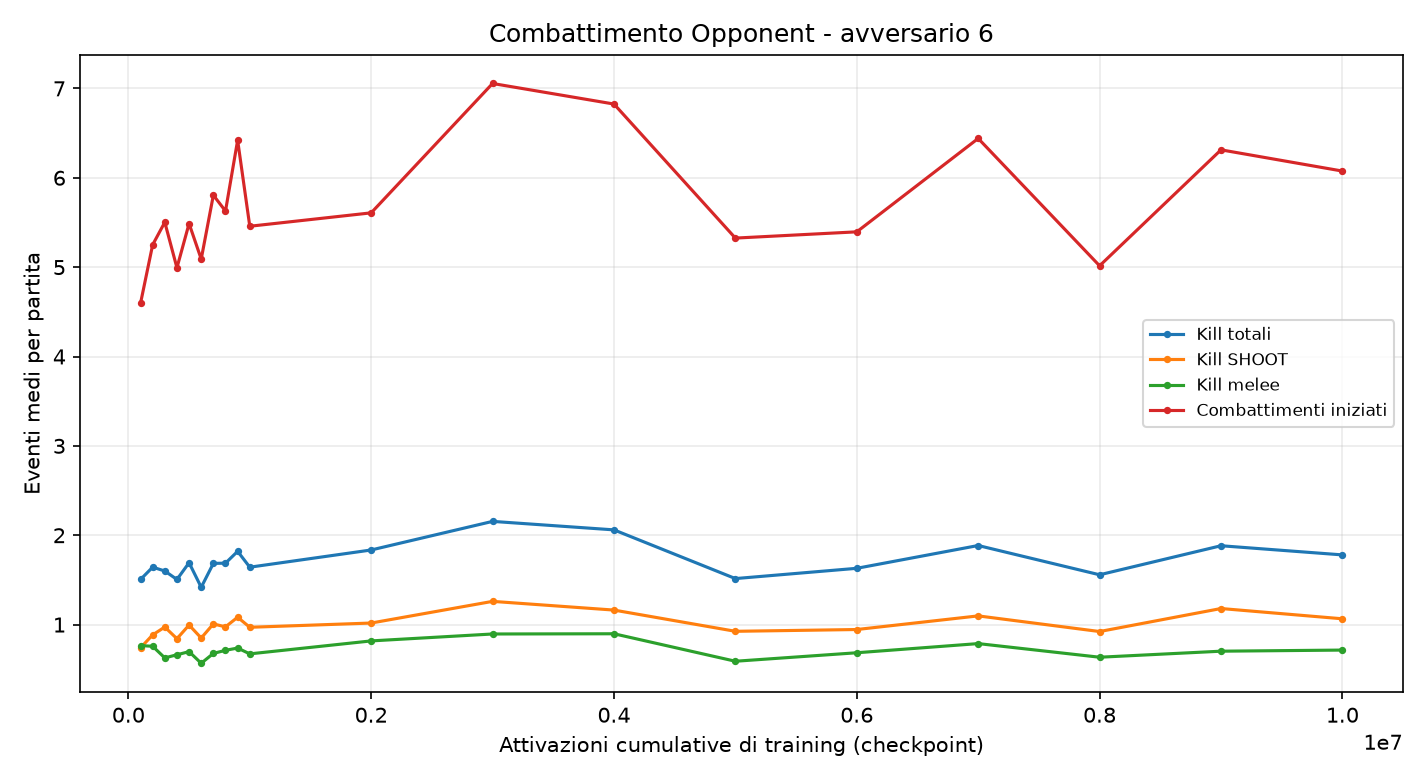 Combattimento Opponent - avversario 6
Eventi medi per partita
7
6
5
4
3
2
1
Kill totali
Kill SHOOT
Kill melee
Combattimenti iniziati
0.0 0.2 0.4 0.6 0.8 1.0
1e7
Attivazioni cumulative di training (checkpoint)